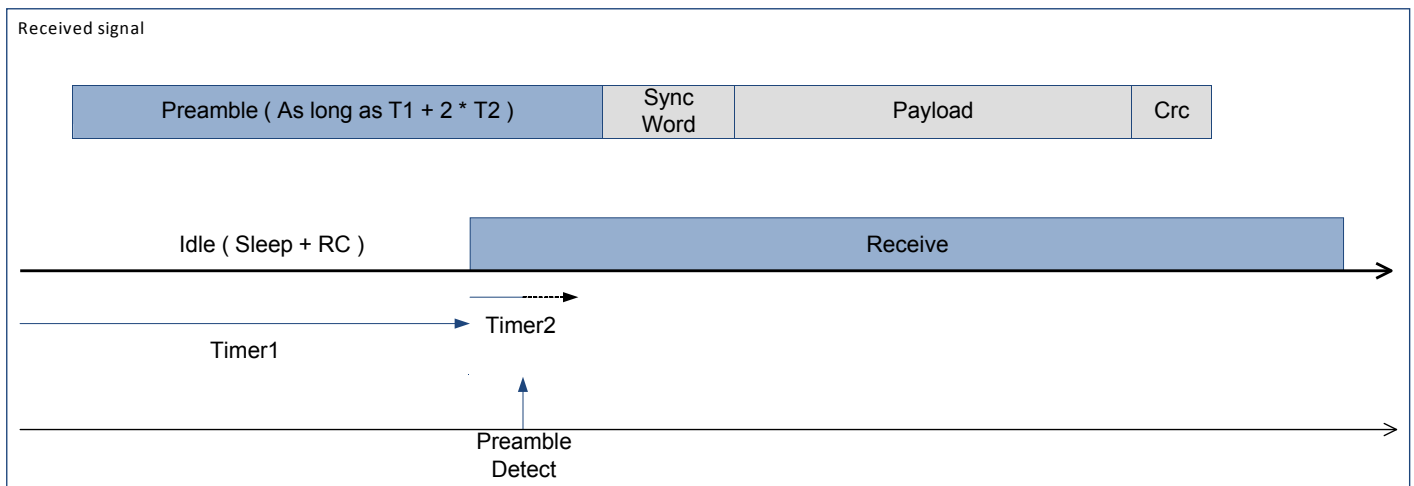 Received signal
Preamble ( As long as T1 + 2 * T2 )
Sync
Word
Payload
Crc
Idle ( Sleep + RC )
Receive
Timer2
Timer1
Preamble
Detect